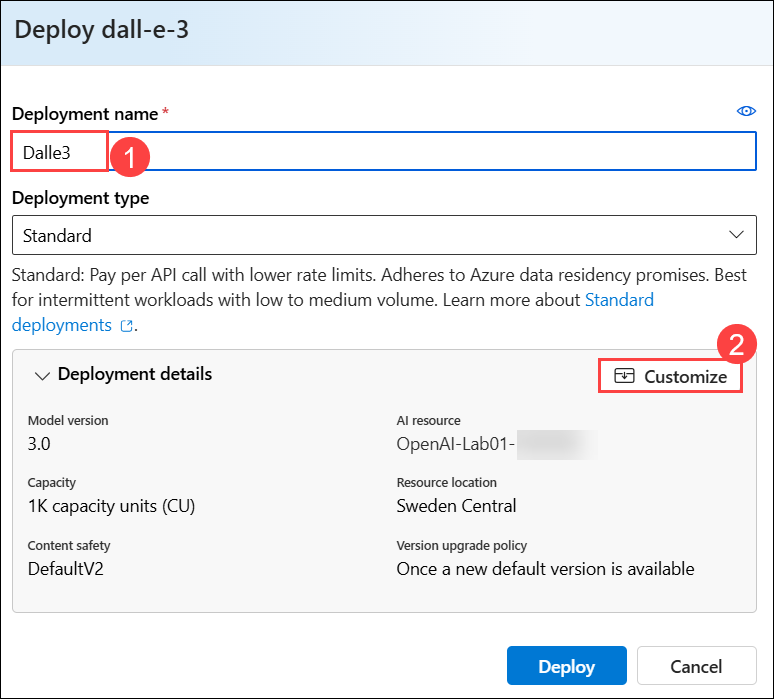 Deploy dall-e-3
Deployment name *
Dalle3
1
Deployment type
Standard
Standard: Pay per API call with lower rate limits. Adheres to Azure data residency promises. Best
for intermittent workloads with low to medium volume. Learn more about Standard
deployments .
2
Deployment details
Customize
Model version
AI resource
3.0
OpenAI-Lab01-
Capacity
Resource location
1K capacity units (CU)
Sweden Central
Content safety
Version upgrade policy
DefaultV2
Once a new default version is available
Deploy
Cancel